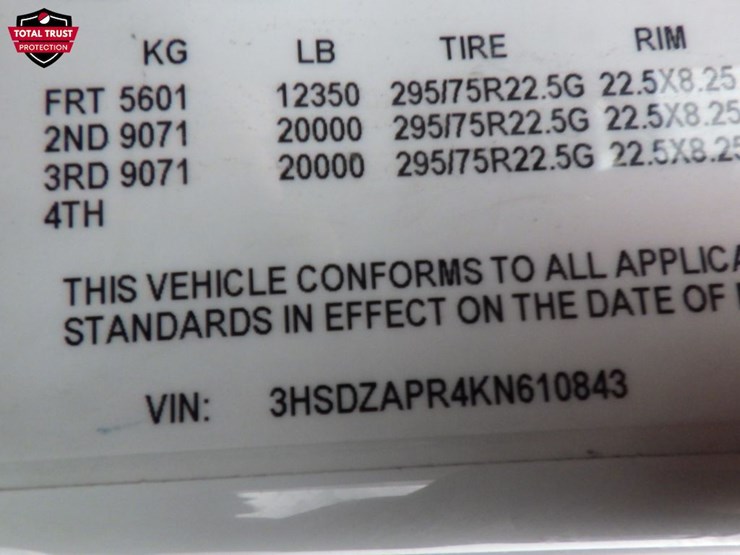 TOTAL TRUST
PROTECTION
KG LB TIRE RIM
FRT 5601 12350 295/75R22.5G 22.5X8.25
2ND 9071 20000 295/75R22.5G 22.5X8.25
3RD 9071 20000 295/75R22.5G 22.5X8.25
4TH
THIS VEHICLE CONFORMS TO ALL
STANDARDS IN EFFECT ON THE DATE OF
VIN: 3HSDZAPR4KN610843